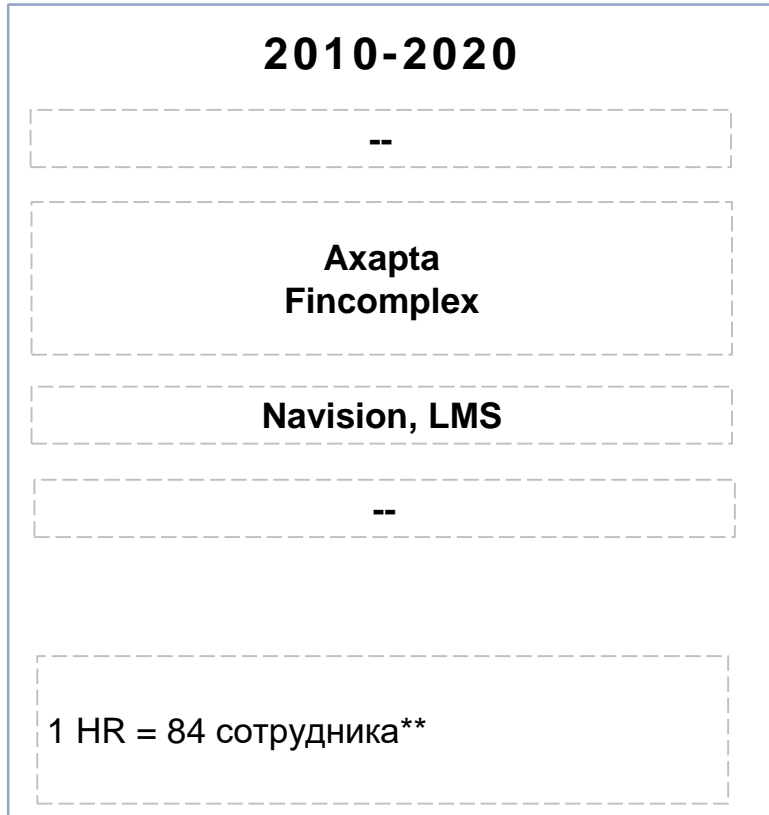 2010-2020
--
Axapta
Fincomplex
Navision, LMS
--
1 HR = 84 сотрудника**